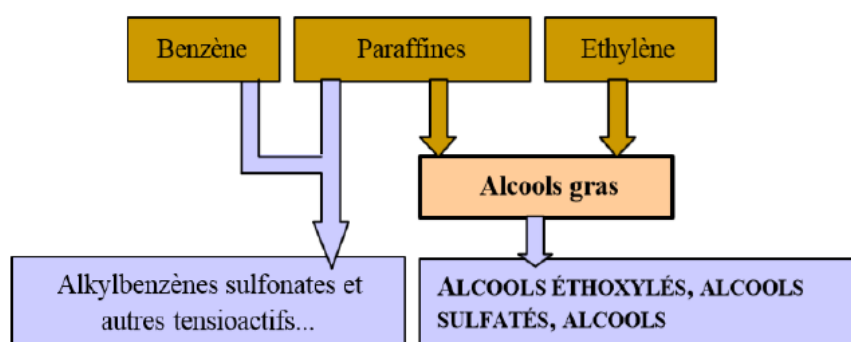 Benzène
Paraffines
Ethylène
Alcools gras
Alkylbenzènes sulfonates et
autres tensioactifs...
ALCOOLS ÉTHOXYLÉS, ALCOOLS
SULFATÉS, ALCOOLS